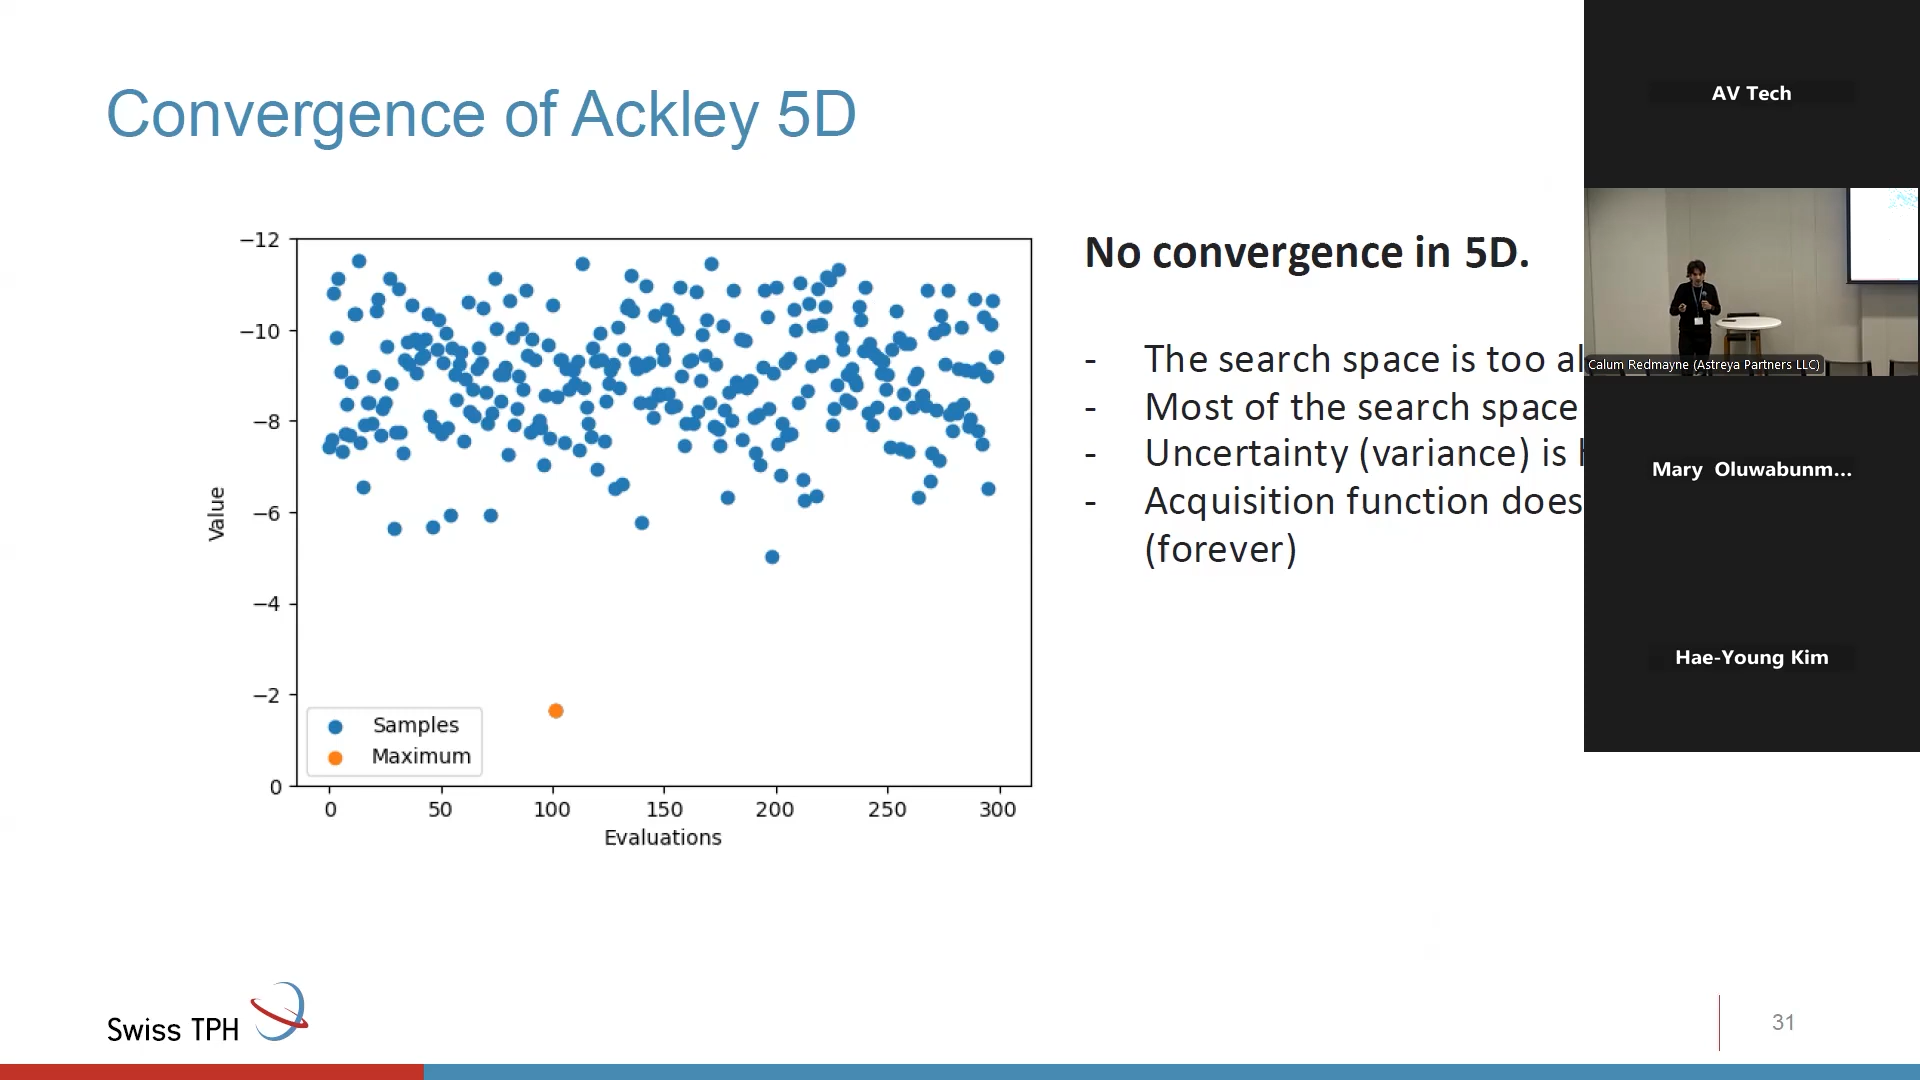 Convergence of Ackley 5D
−12
−10
−8
−6
−4
−2
0
Value
Samples
Maximum
0 50 100 150 200 250 300
Evaluations
No convergence in 5D.
- The search space is too
- Most of the search space
- Uncertainty (variance) is
- Acquisition function does
(forever)
AV Tech
Calum Redmayne (Astreya Partners LLC)
Mary Oluwabunm...
Hae-Young Kim
Swiss TPH
31